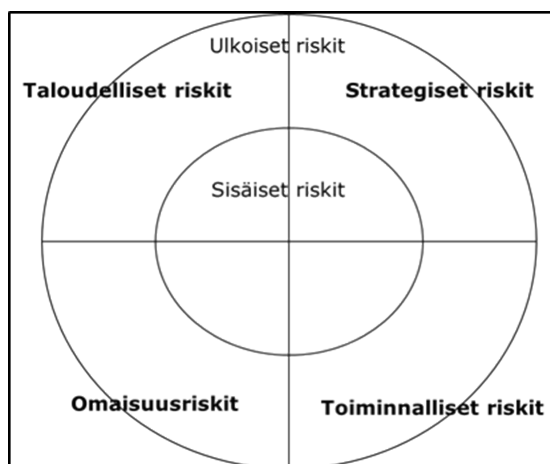 Ulkoiset riskit
Taloudelliset riskit
Strategiset riskit
Sisäiset riskit
Omaisuusriskit
Toiminnalliset riskit